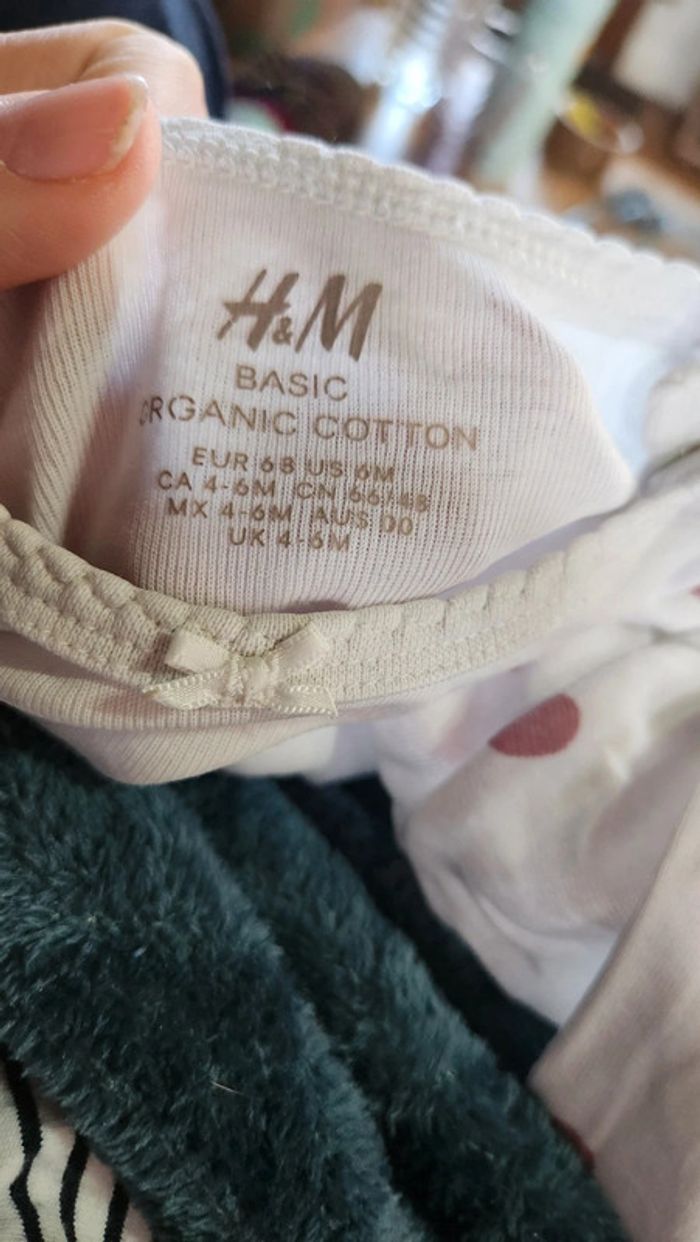 H&M
BASIC
ORGANIC COTTON
EUR 68 US 6M
CA 4-6M CN 66/48
MX 4-6M AUS 00
UK 4-6M